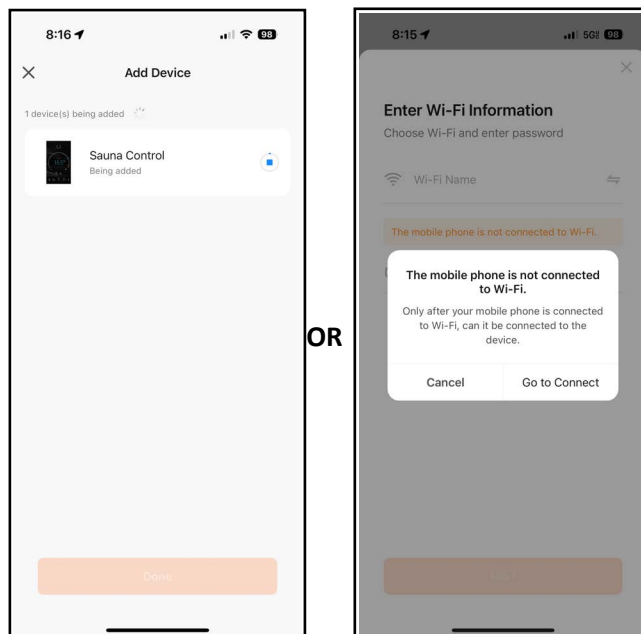 8:16
98
Add Device
1 device(s) being added
Sauna Control
Being added
Done
OR
8:15
5G
98
Enter Wi-Fi Information
Choose Wi-Fi and enter password
Wi-Fi Name
The mobile phone is not connected to Wi-Fi.
The mobile phone is not connected
to Wi-Fi.
Only after your mobile phone is connected
to Wi-Fi, can it be connected to the
device.
Cancel
Go to Connect